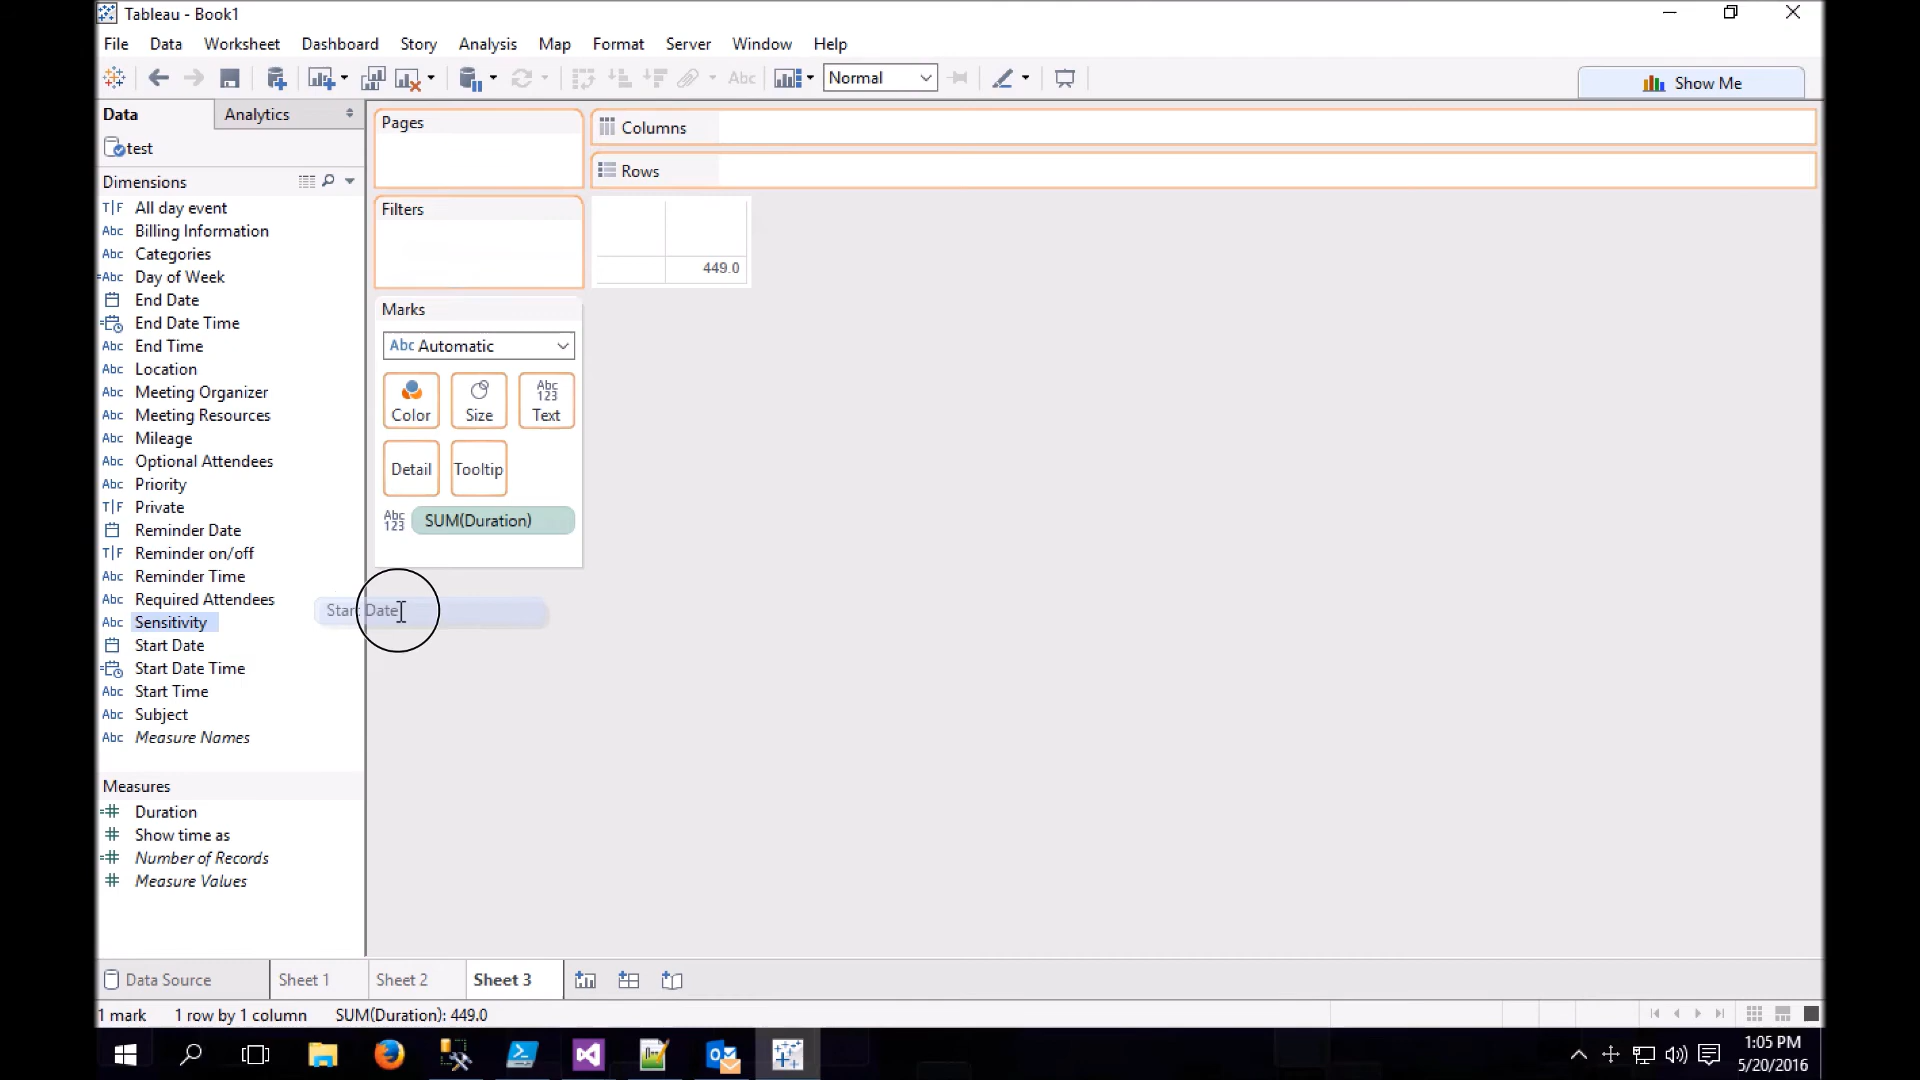 Tableau - Book1
File Data Worksheet Dashboard Story Analysis Map Format Server Window Help
Abc Normal Show Me
Data Analytics
test
Dimensions
T|F All day event
Abc Billing Information
Abc Categories
=Abc Day of Week
End Date
End Date Time
Abc End Time
Abc Location
Abc Meeting Organizer
Abc Meeting Resources
Abc Mileage
Abc Optional Attendees
Abc Priority
T|F Private
Reminder Date
T|F Reminder on/off
Abc Reminder Time
Abc Required Attendees
Abc Sensitivity
Start Date
Start Date Time
Abc Start Time
Abc Subject
Abc Measure Names
Measures
=# Duration
# Show time as
=# Number of Records
# Measure Values
Pages
Filters
Marks
Abc Automatic
Color
Size
Abc
123
Text
Detail
Tooltip
Abc
123
SUM(Duration)
Start Date
Columns
Rows
449.0
Data Source Sheet 1 Sheet 2 Sheet 3
1 mark 1 row by 1 column SUM(Duration): 449.0
1:05 PM
5/20/2016